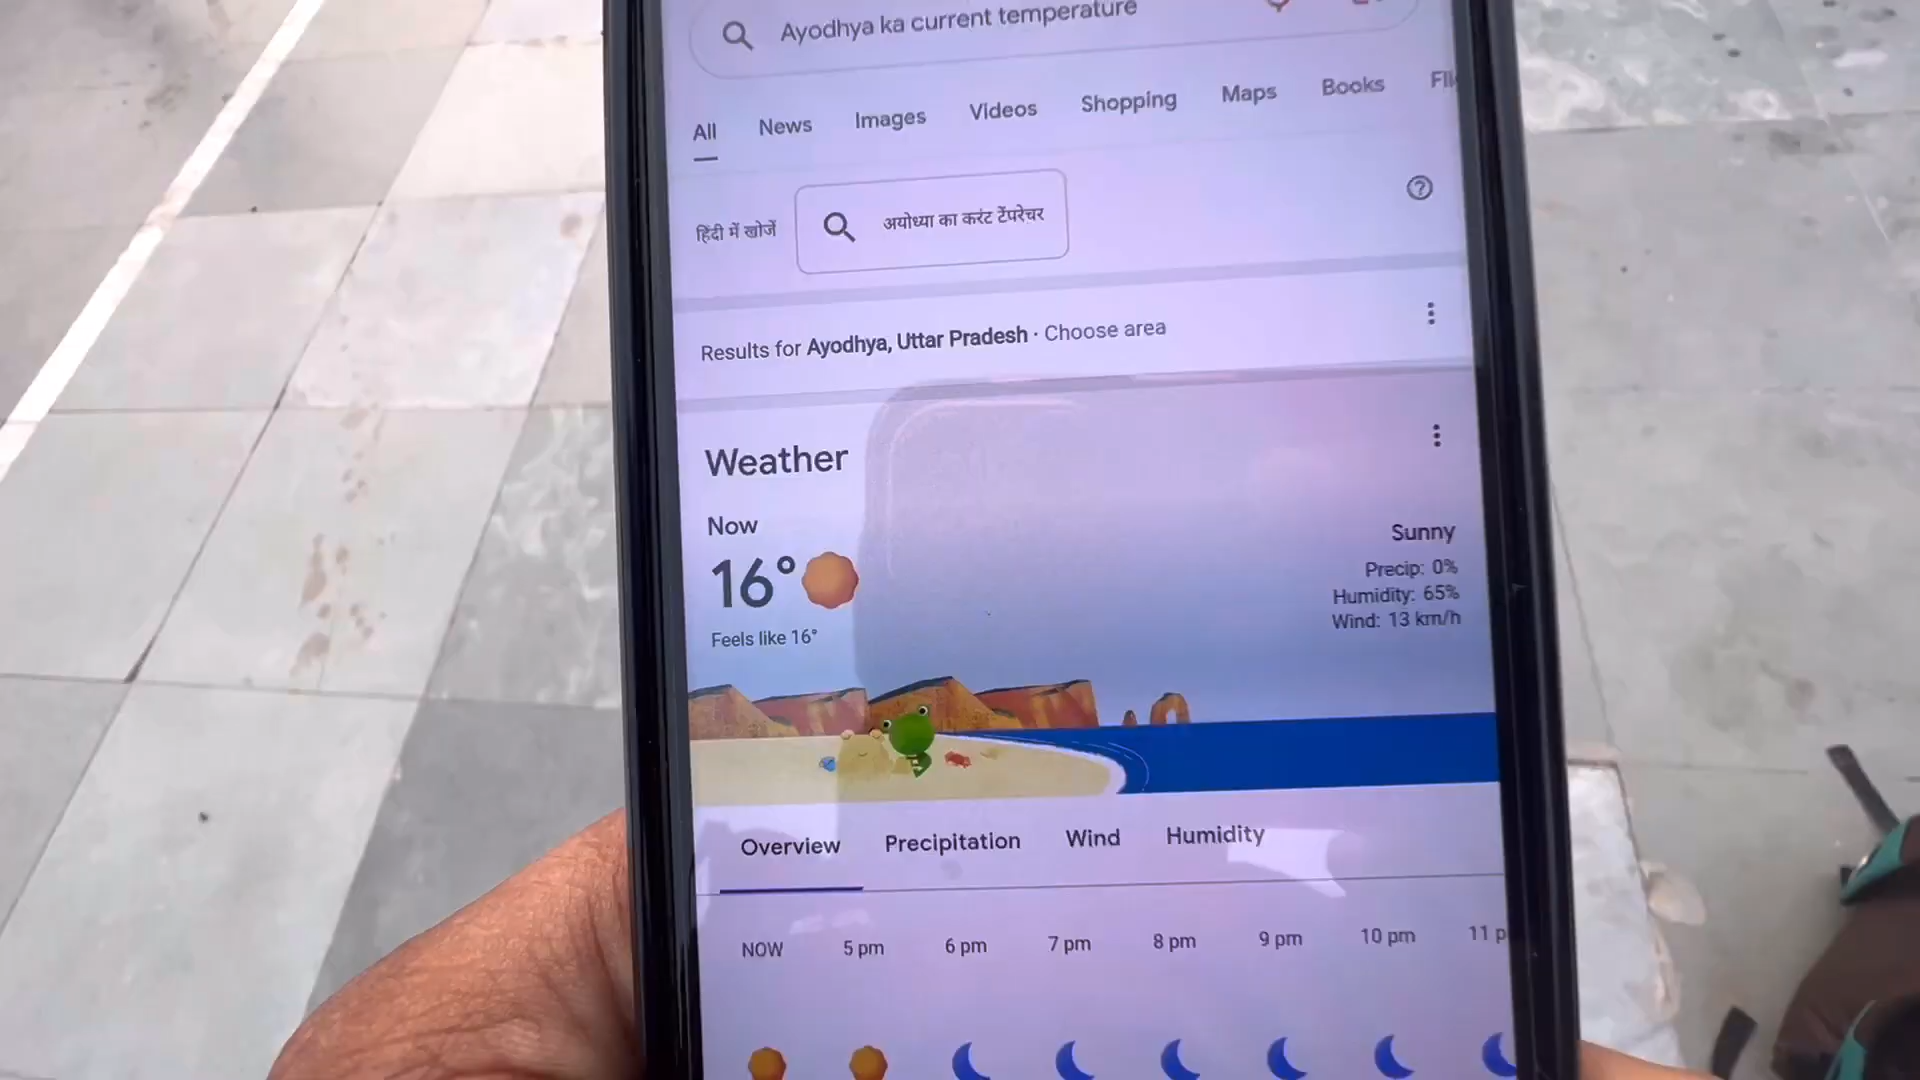 Ayodhya ka current temperature
All News Images Videos Shopping Maps Books
हिंदी में खोजें अयोध्या का करंट टेंपरेचर
Results for Ayodhya, Uttar Pradesh · Choose area
Weather
Now
16°
Feels like 16°
Sunny
Precip: 0%
Humidity: 65%
Wind: 13 km/h
Overview Precipitation Wind Humidity
NOW 5 pm 6 pm 7 pm 8 pm 9 pm 10 pm 11 p